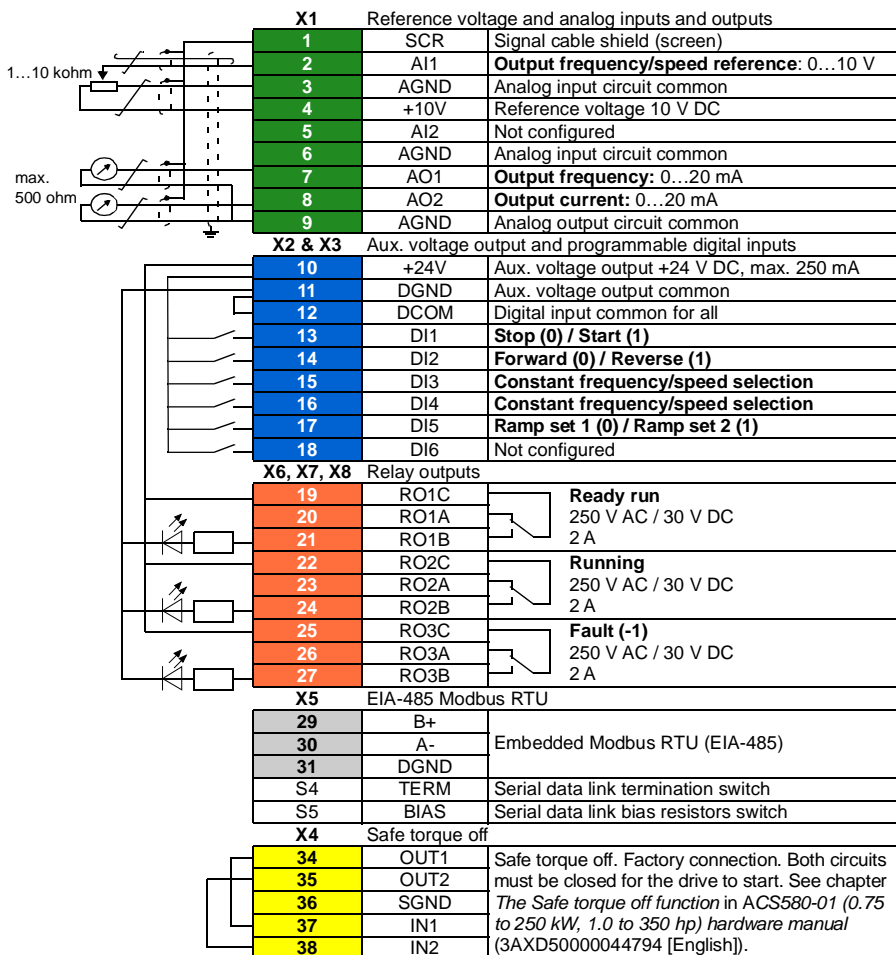 X1 Reference voltage and analog inputs and outputs
1 SCR Signal cable shield (screen)
2 AI1 Output frequency/speed reference: 0…10 V
3 AGND Analog input circuit common
4 +10V Reference voltage 10 V DC
5 AI2 Not configured
6 AGND Analog input circuit common
7 AO1 Output frequency: 0…20 mA
8 AO2 Output current: 0…20 mA
9 AGND Analog output circuit common
1…10 kohm
max.
500 ohm
X2 & X3 Aux. voltage output and programmable digital inputs
10 +24V Aux. voltage output +24 V DC, max. 250 mA
11 DGND Aux. voltage output common
12 DCOM Digital input common for all
13 DI1 Stop (0) / Start (1)
14 DI2 Forward (0) / Reverse (1)
15 DI3 Constant frequency/speed selection
16 DI4 Constant frequency/speed selection
17 DI5 Ramp set 1 (0) / Ramp set 2 (1)
18 DI6 Not configured
X6, X7, X8 Relay outputs
19 RO1C Ready run
20 RO1A 250 V AC / 30 V DC
21 RO1B 2 A
22 RO2C Running
23 RO2A 250 V AC / 30 V DC
24 RO2B 2 A
25 RO3C Fault (-1)
26 RO3A 250 V AC / 30 V DC
27 RO3B 2 A
X5 EIA-485 Modbus RTU
29 B+
30 A- Embedded Modbus RTU (EIA-485)
31 DGND
S4 TERM Serial data link termination switch
S5 BIAS Serial data link bias resistors switch
X4 Safe torque off
34 OUT1 Safe torque off. Factory connection. Both circuits
35 OUT2 must be closed for the drive to start. See chapter
36 SGND The Safe torque off function in ACS580-01 (0.75
37 IN1 to 250 kW, 1.0 to 350 hp) hardware manual
38 IN2 (3AXD50000044794 [English]).